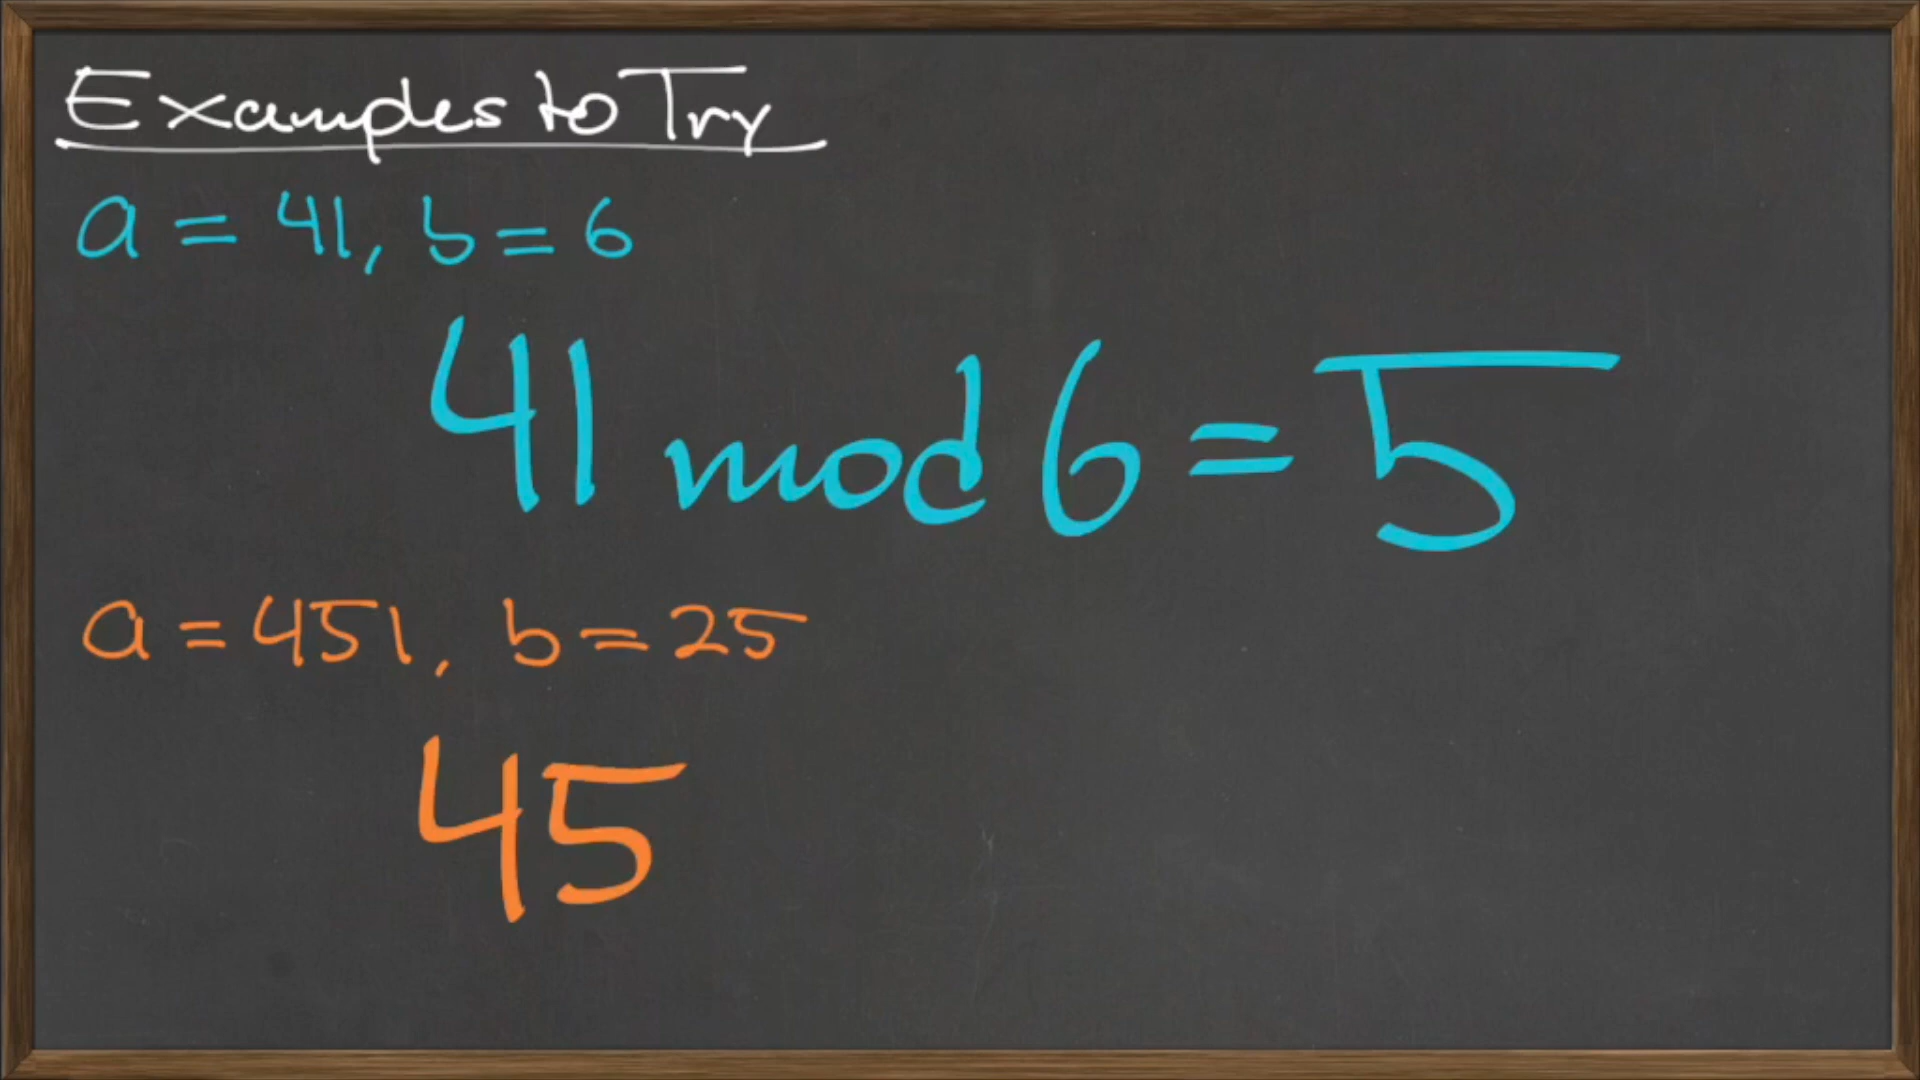 Examples to Try
a = 41, b = 6
41 mod 6 = 5
a = 451, b = 25
45